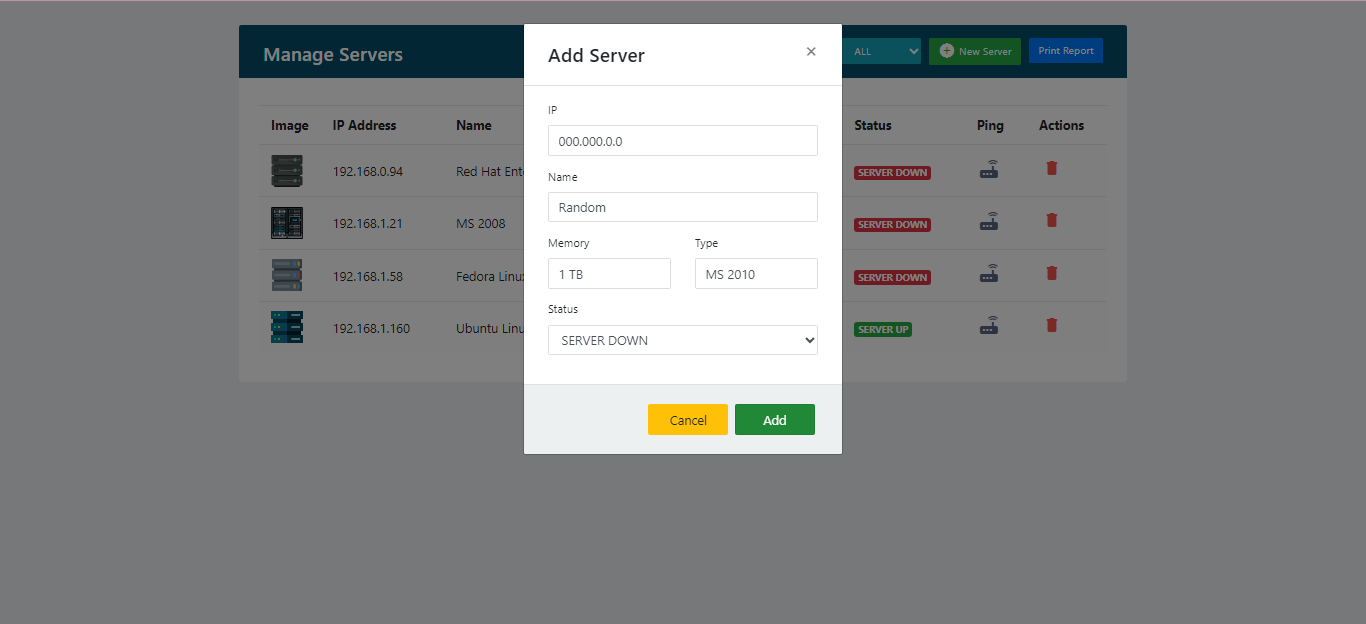 Manage Servers
ALL
New Server
Print Report
Add Server
×
IP
000.000.0.0
Name
Random
Memory Type
1 TB MS 2010
Status
SERVER DOWN
Cancel Add
Image IP Address Name Status Ping Actions
192.168.0.94 Red Hat Ent SERVER DOWN
192.168.1.21 MS 2008 SERVER DOWN
192.168.1.58 Fedora Linu SERVER DOWN
192.168.1.160 Ubuntu Linu SERVER UP